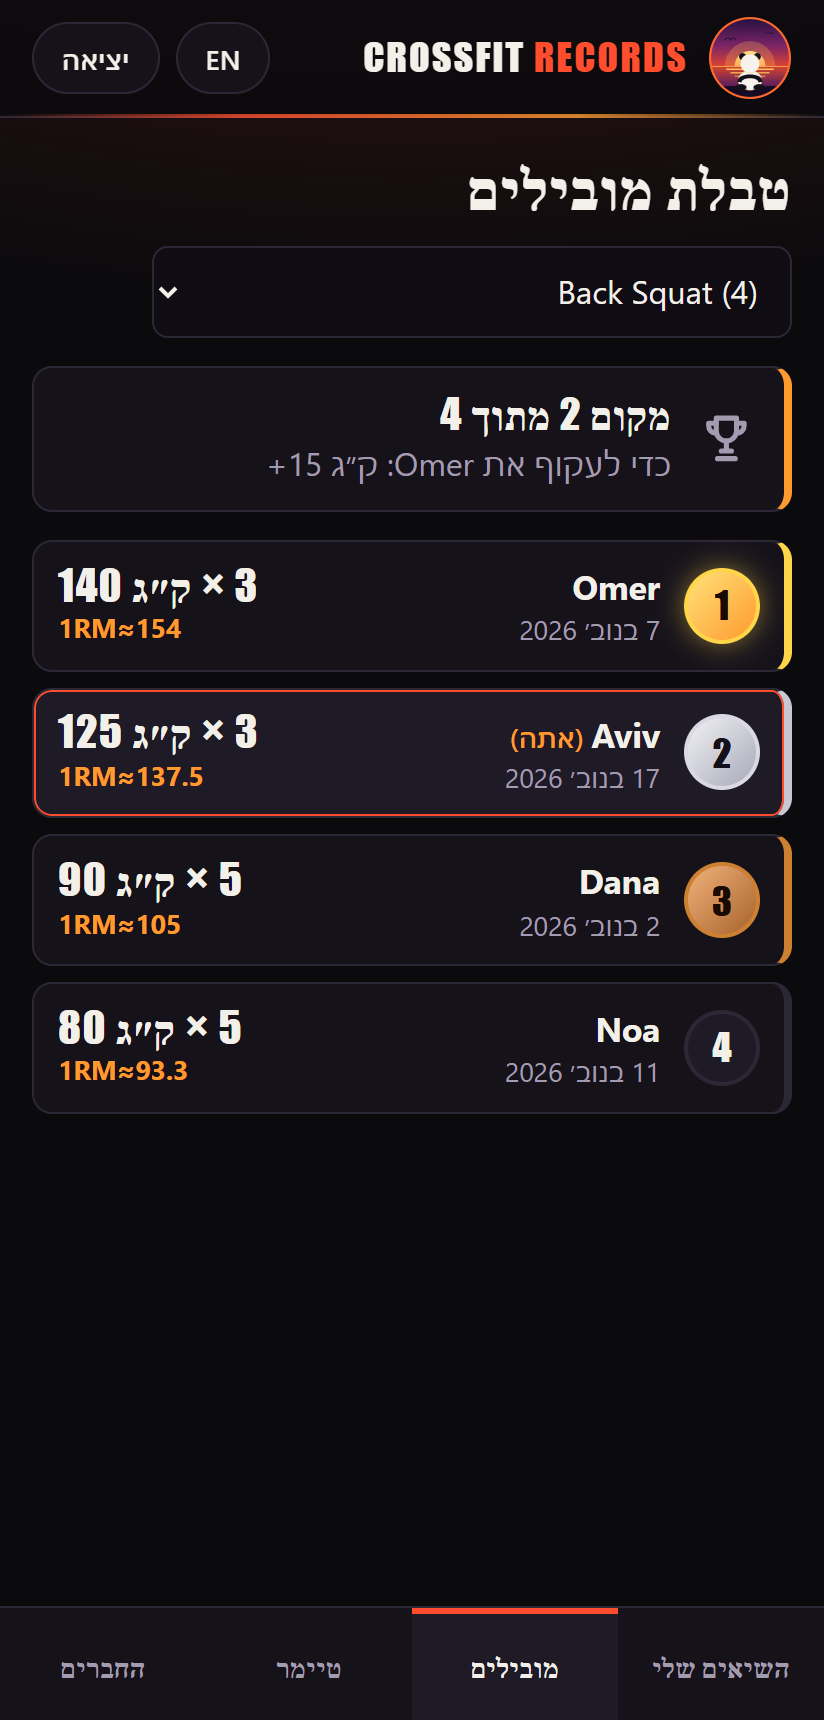 CROSSFIT RECORDS
EN
יציאה
טבלת מובילים
Back Squat (4)
מקום 2 מתוך 4
כדי לעקוף את Omer: ק״ג 15+
1
Omer
7 בנוב׳ 2026
140 ק״ג × 3
1RM≈154
2
Aviv (אתה)
17 בנוב׳ 2026
125 ק״ג × 3
1RM≈137.5
3
Dana
2 בנוב׳ 2026
90 ק״ג × 5
1RM≈105
4
Noa
11 בנוב׳ 2026
80 ק״ג × 5
1RM≈93.3
השיאים שלי
מובילים
טיימר
החברים